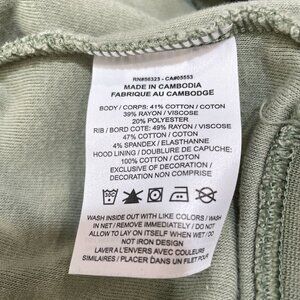 RN#56323 - CA#05553
MADE IN CAMBODIA
FABRIQUE AU CAMBODGE
BODY / CORPS: 41% COTTON / COTON
39% RAYON / VISCOSE
20% POLYESTER
RIB / BORD COTE: 49% RAYON / VISCOSE
47% COTTON / COTON
4% SPANDEX / ELASTHANNE
HOOD LINING / DOUBLURE DE CAPUCHE:
100% COTTON / COTON
EXCLUSIVE OF DECORATION /
DECORATION NON COMPRISE
WASH INSIDE OUT WITH LIKE COLORS / WASH
IN NET / REMOVE IMMEDIATELY / DO NOT
ALLOW TO LAY ON ITSELF WHEN WET / DO
NOT IRON DESIGN
LAVER A L'ENVERS AVEC COULEURS
SIMILAIRES / PLACER DANS UN FILET POUR